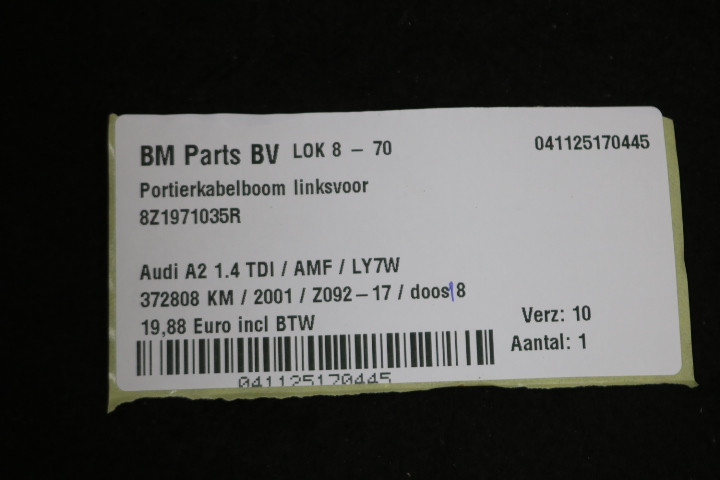 BM Parts BV LOK 8 - 70 041125170445
Portierkabelboom linksvoor
8Z1971035R
Audi A2 1.4 TDI / AMF / LY7W
372808 KM / 2001 / Z092-17 / doos 8
19,88 Euro incl BTW
Verz: 10
Aantal: 1
041125170445